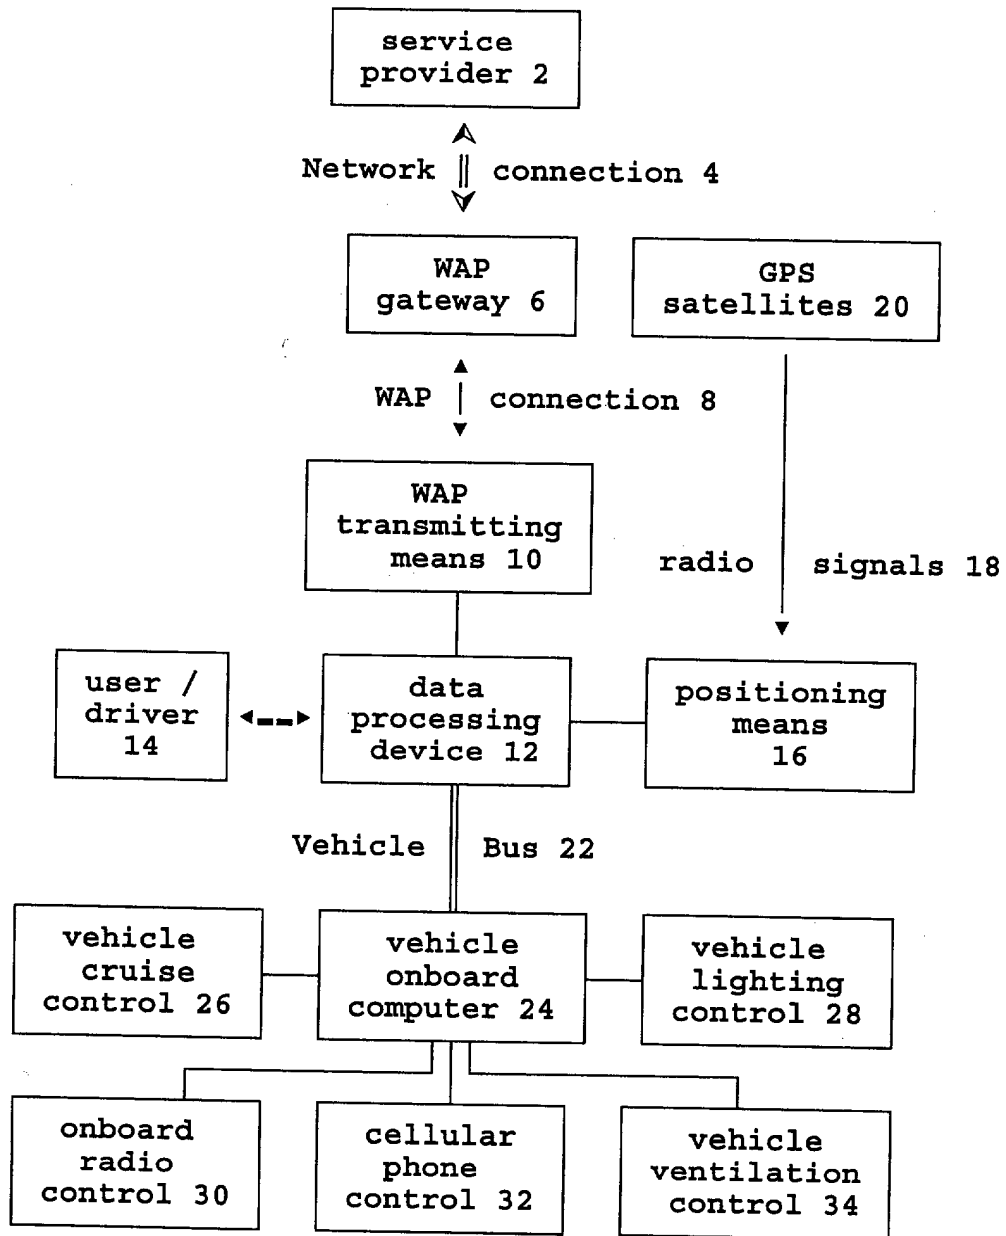 service
provider 2
Network connection 4
WAP
gateway 6
GPS
satellites 20
WAP connection 8
WAP
transmitting
means 10
radio signals 18
user /
driver
14
data
processing
device 12
positioning
means
16
Vehicle Bus 22
vehicle
cruise
control 26
vehicle
onboard
computer 24
vehicle
lighting
control 28
onboard
radio
control 30
cellular
phone
control 32
vehicle
ventilation
control 34